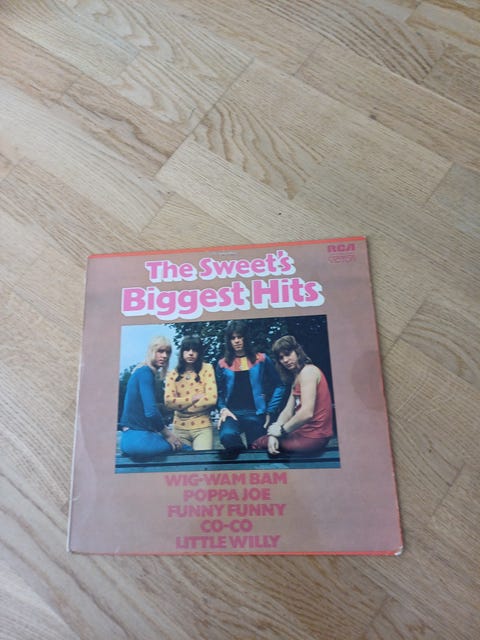 RCA
The Sweet's
Biggest Hits
WIG-WAM BAM
POPPA JOE
FUNNY FUNNY
CO-CO
LITTLE WILLY